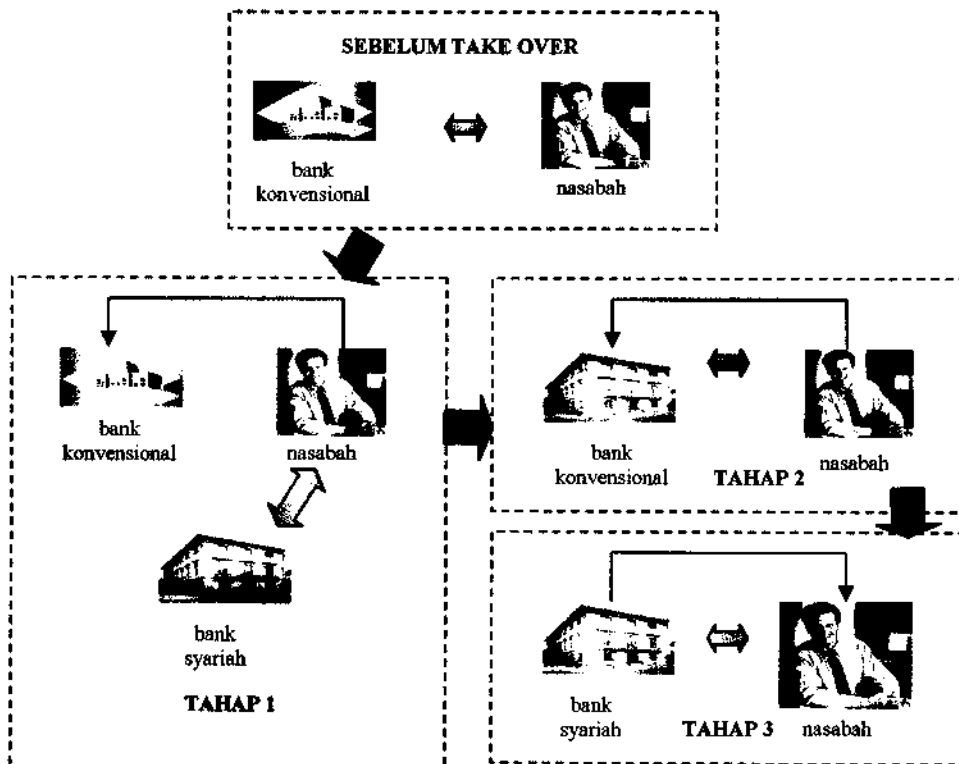 SEBELUM TAKE OVER
bank
konvensional
nasabah
bank
konvensional
nasabah
bank
syariah
TAHAP 1
bank
konvensional
TAHAP 2
nasabah
bank
syariah
TAHAP 3
nasabah